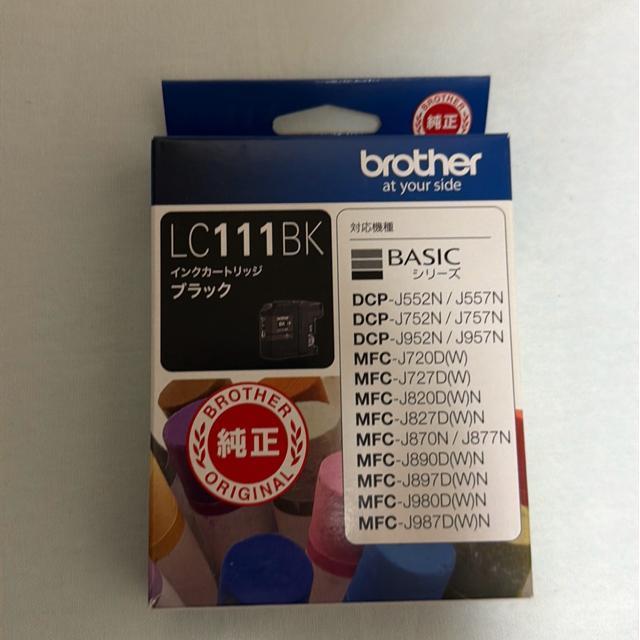 BROTHER
純正
brother
at your side
LC111BK
インクカートリッジ
ブラック
対応機種
BASIC
シリーズ
DCP-J552N / J557N
DCP-J752N / J757N
DCP-J952N / J957N
MFC-J720D(W)
MFC-J727D(W)
MFC-J820D(W)N
MFC-J827D(W)N
MFC-J870N / J877N
MFC-J890D(W)N
MFC-J897D(W)N
MFC-J980D(W)N
MFC-J987D(W)N
BROTHER
純正
ORIGINAL